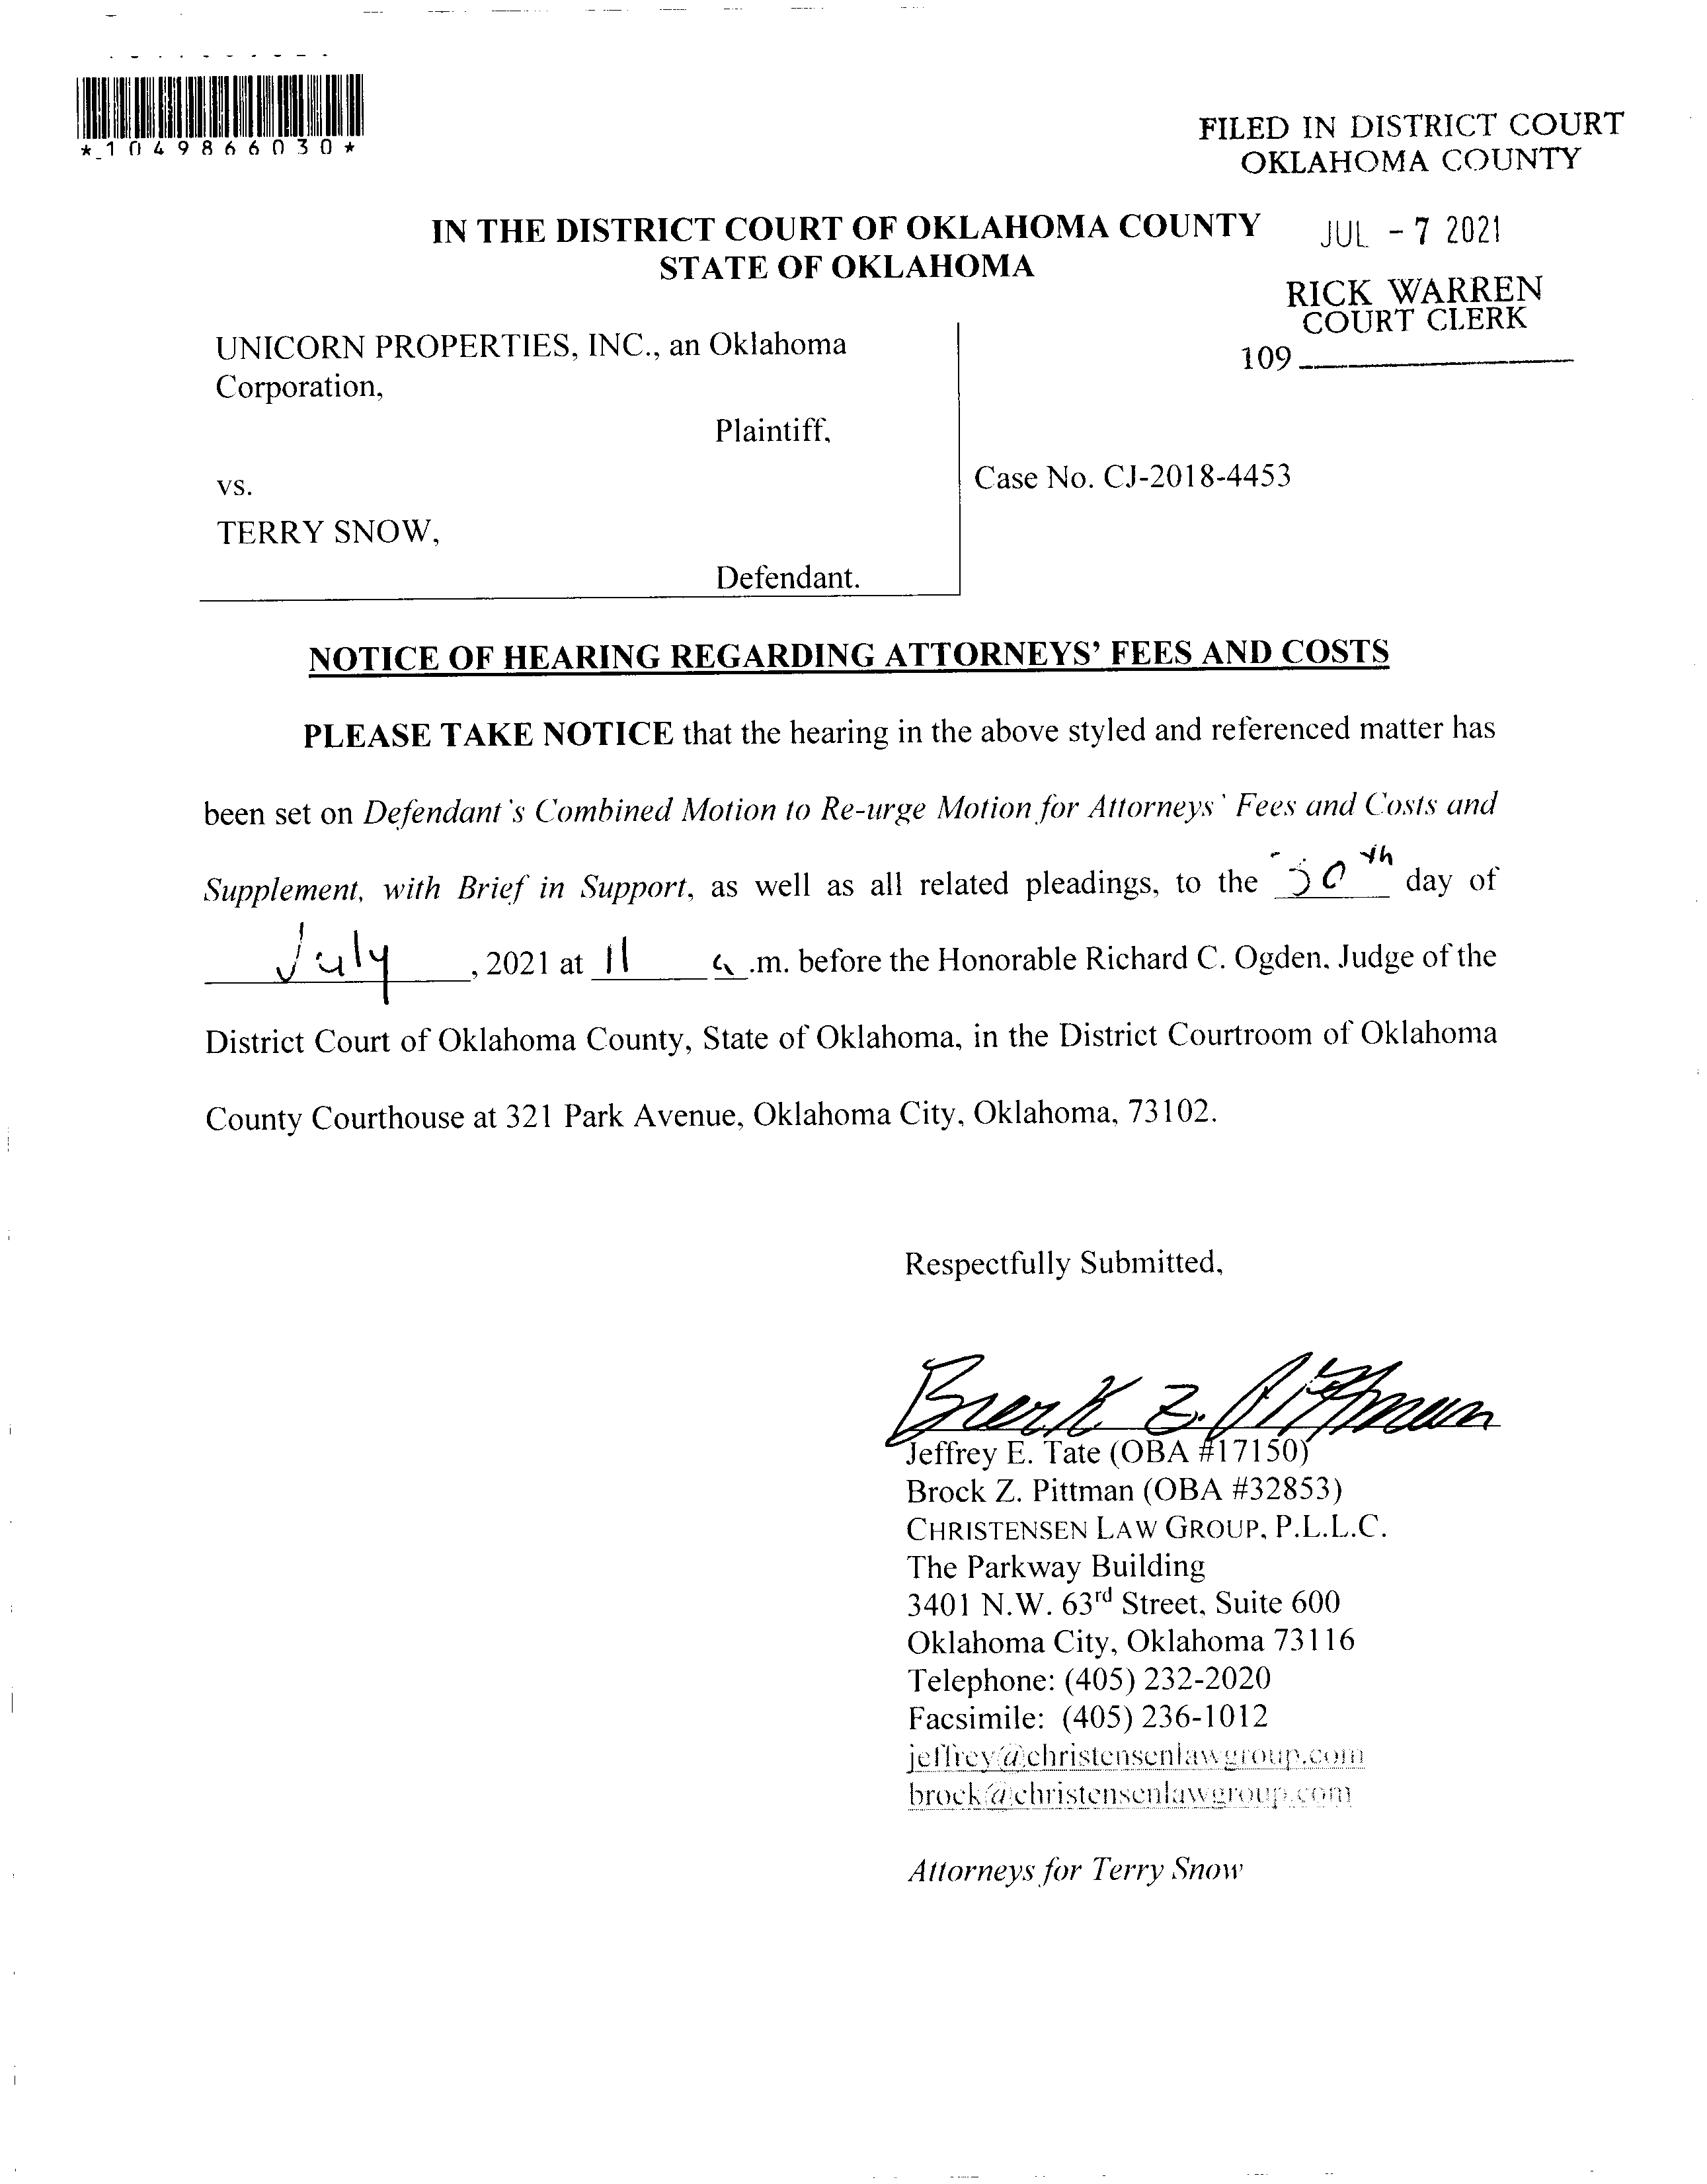 *1049866030*
FILED IN DISTRICT COURT
OKLAHOMA COUNTY
JUL - 7 2021
RICK WARREN
COURT CLERK
109
IN THE DISTRICT COURT OF OKLAHOMA COUNTY
STATE OF OKLAHOMA
UNICORN PROPERTIES, INC., an Oklahoma
Corporation,
Plaintiff,
vs.
TERRY SNOW,
Defendant.
Case No. CJ-2018-4453
NOTICE OF HEARING REGARDING ATTORNEYS' FEES AND COSTS
PLEASE TAKE NOTICE that the hearing in the above styled and referenced matter has
been set on Defendant's Combined Motion to Re-urge Motion for Attorneys' Fees and Costs and
Supplement, with Brief in Support, as well as all related pleadings, to the 30th day of
July, 2021 at 11 a.m. before the Honorable Richard C. Ogden, Judge of the
District Court of Oklahoma County, State of Oklahoma, in the District Courtroom of Oklahoma
County Courthouse at 321 Park Avenue, Oklahoma City, Oklahoma, 73102.
Respectfully Submitted,
Brock Z. Pittman
Jeffrey E. Tate (OBA #17150)
Brock Z. Pittman (OBA #32853)
CHRISTENSEN LAW GROUP, P.L.L.C.
The Parkway Building
3401 N.W. 63rd Street, Suite 600
Oklahoma City, Oklahoma 73116
Telephone: (405) 232-2020
Facsimile: (405) 236-1012
jeffrey@christensenlawgroup.com
brock@christensenlawgroup.com
Attorneys for Terry Snow